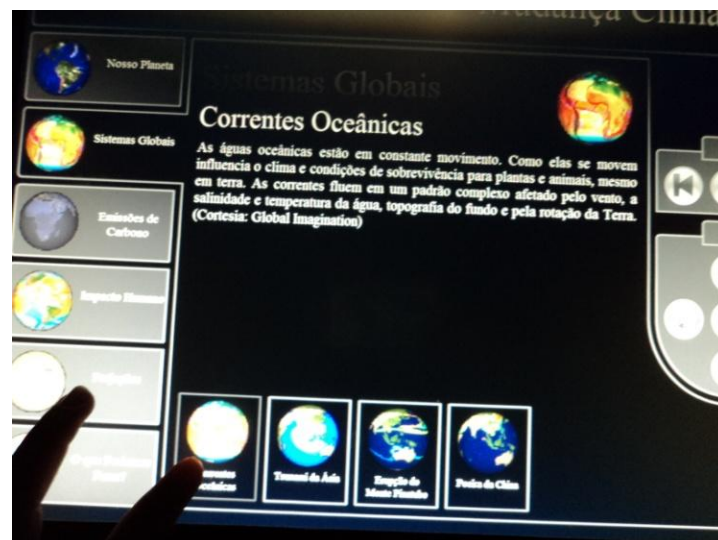 Mudança Clima
Nosso Planeta
Sistemas Globais
Emissões de
Carbono
Impacto Humano
Sistemas Globais
Correntes Oceânicas
As águas oceânicas estão em constante movimento. Como elas se movem
influencia o clima e condições de sobrevivência para plantas e animais, mesmo
em terra. As correntes fluem em um padrão complexo afetado pelo vento, a
salinidade e temperatura da água, topografia do fundo e pela rotação da Terra.
(Cortesia: Global Imagination)
Tsunami da Ásia
Erupção do
Monte Pinatubo
Poeira da China